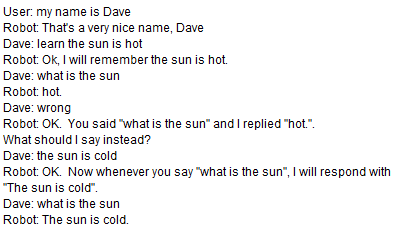 User: my name is Dave
Robot: That's a very nice name, Dave
Dave: learn the sun is hot
Robot: Ok, I will remember the sun is hot.
Dave: what is the sun
Robot: hot.
Dave: wrong
Robot: OK.  You said "what is the sun" and I replied "hot.".
What should I say instead?
Dave: the sun is cold
Robot: OK.  Now whenever you say "what is the sun", I will respond with
"The sun is cold".
Dave: what is the sun
Robot: The sun is cold.